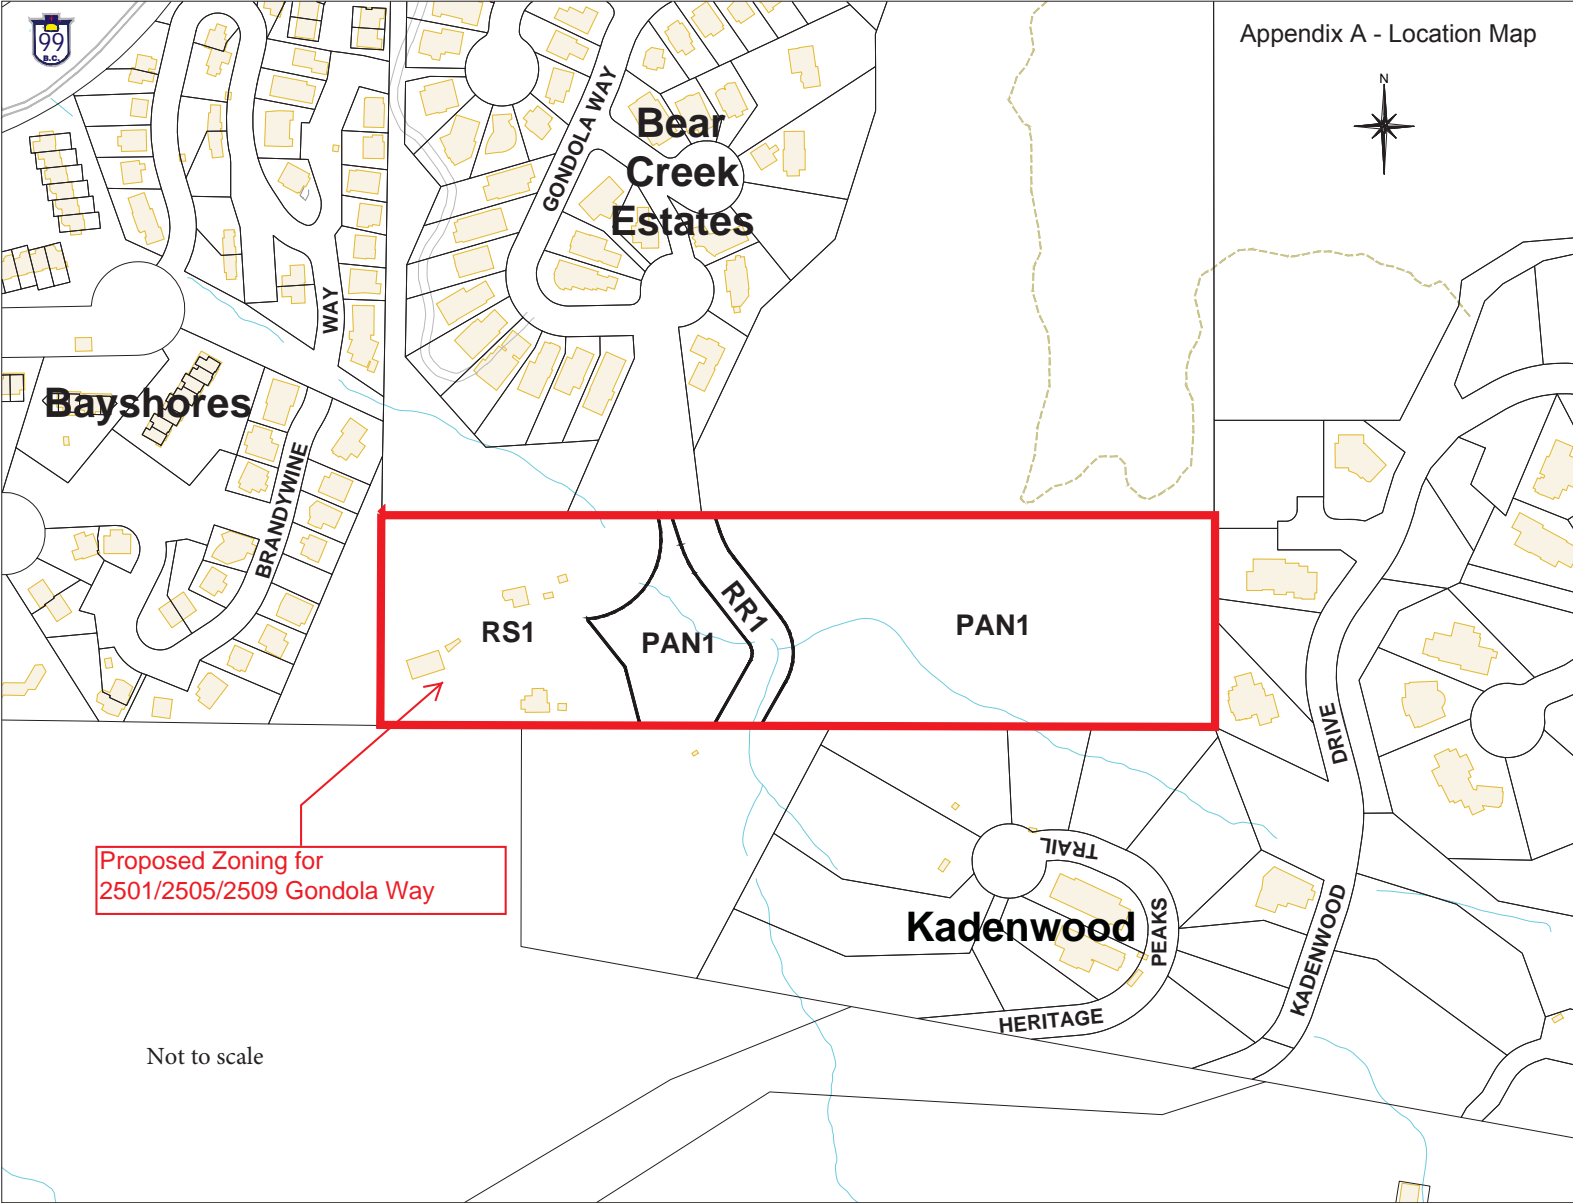 99
B.C.
Appendix A - Location Map
N
GONDOLA WAY
Bear
Creek
Estates
WAY
Bayshores
BRANDYWINE
RS1
PAN1
RR1
PAN1
DRIVE
Proposed Zoning for
2501/2505/2509 Gondola Way
TRAIL
PEAKS
Kadenwood
KADENWOOD
HERITAGE
Not to scale